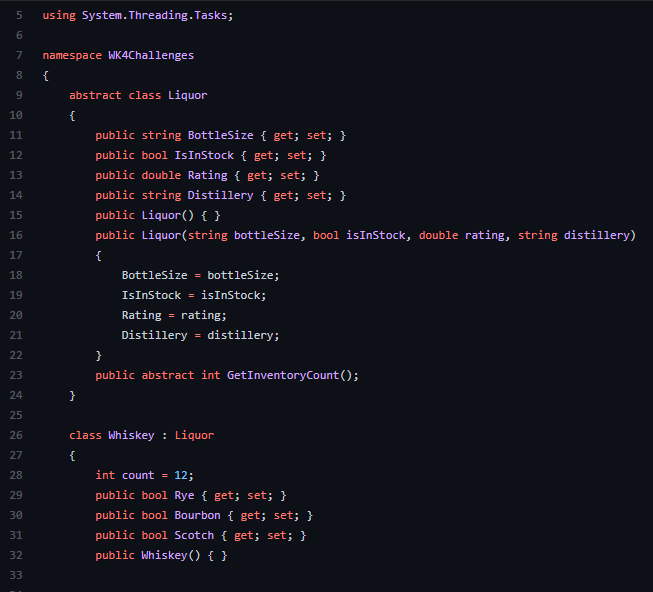 5 using System.Threading.Tasks;
6
7 namespace WK4Challenges
8 {
9     abstract class Liquor
10     {
11         public string BottleSize { get; set; }
12         public bool IsInStock { get; set; }
13         public double Rating { get; set; }
14         public string Distillery { get; set; }
15         public Liquor() { }
16         public Liquor(string bottleSize, bool isInStock, double rating, string distillery)
17         {
18             BottleSize = bottleSize;
19             IsInStock = isInStock;
20             Rating = rating;
21             Distillery = distillery;
22         }
23         public abstract int GetInventoryCount();
24     }
25
26     class Whiskey : Liquor
27     {
28         int count = 12;
29         public bool Rye { get; set; }
30         public bool Bourbon { get; set; }
31         public bool Scotch { get; set; }
32         public Whiskey() { }
33